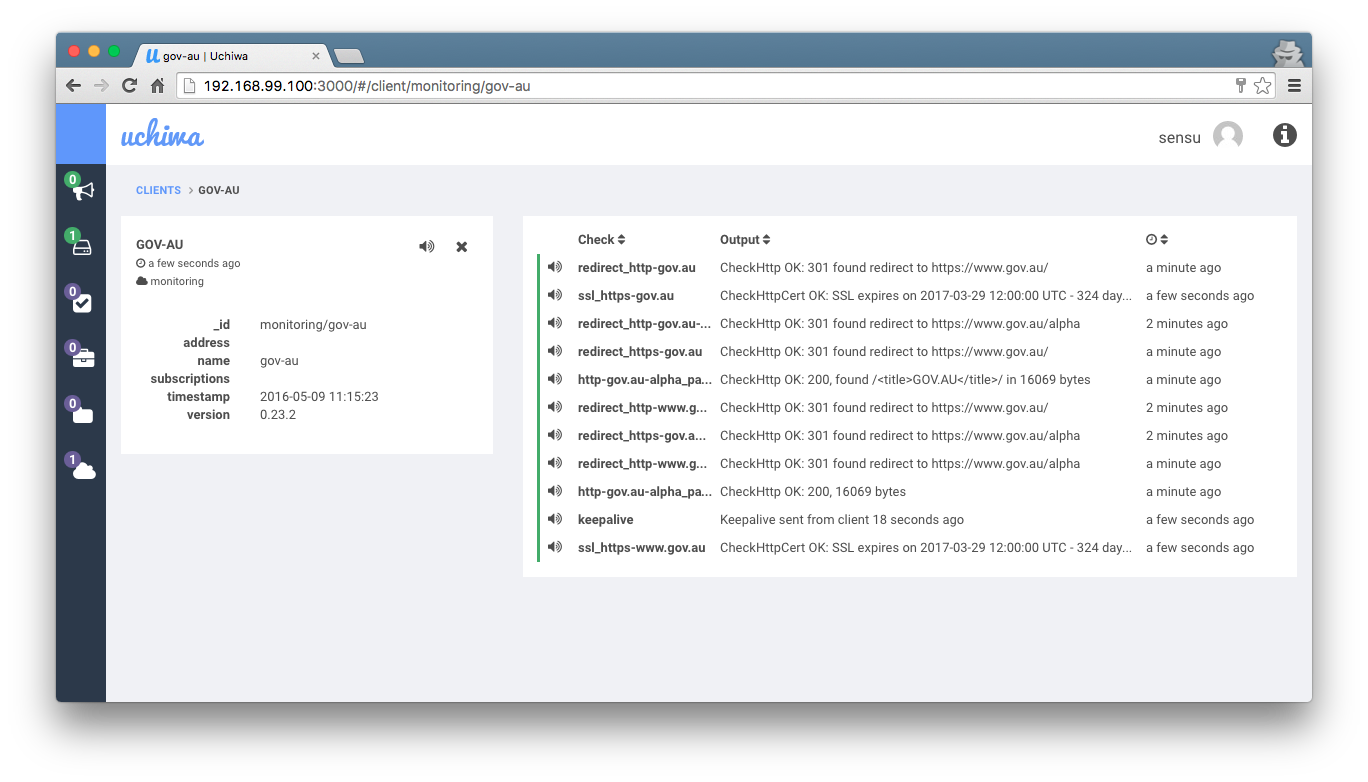 gov-au | Uchiwa
192.168.99.100:3000/#/client/monitoring/gov-au
uchiwa
sensu
0
1
0
0
0
1
CLIENTS > GOV-AU
GOV-AU
a few seconds ago
monitoring
_id monitoring/gov-au
address
name gov-au
subscriptions
timestamp 2016-05-09 11:15:23
version 0.23.2
Check Output
redirect_http-gov.au CheckHttp OK: 301 found redirect to https://www.gov.au/ a minute ago
ssl_https-gov.au CheckHttpCert OK: SSL expires on 2017-03-29 12:00:00 UTC - 324 day... a few seconds ago
redirect_http-gov.au-... CheckHttp OK: 301 found redirect to https://www.gov.au/alpha 2 minutes ago
redirect_https-gov.au CheckHttp OK: 301 found redirect to https://www.gov.au/ a minute ago
http-gov.au-alpha_pa... CheckHttp OK: 200, found /<title>GOV.AU</title>/ in 16069 bytes a minute ago
redirect_http-www.g... CheckHttp OK: 301 found redirect to https://www.gov.au/ 2 minutes ago
redirect_https-gov.a... CheckHttp OK: 301 found redirect to https://www.gov.au/alpha 2 minutes ago
redirect_http-www.g... CheckHttp OK: 301 found redirect to https://www.gov.au/alpha a minute ago
http-gov.au-alpha_pa... CheckHttp OK: 200, 16069 bytes a minute ago
keepalive Keepalive sent from client 18 seconds ago a few seconds ago
ssl_https-www.gov.au CheckHttpCert OK: SSL expires on 2017-03-29 12:00:00 UTC - 324 day... a few seconds ago